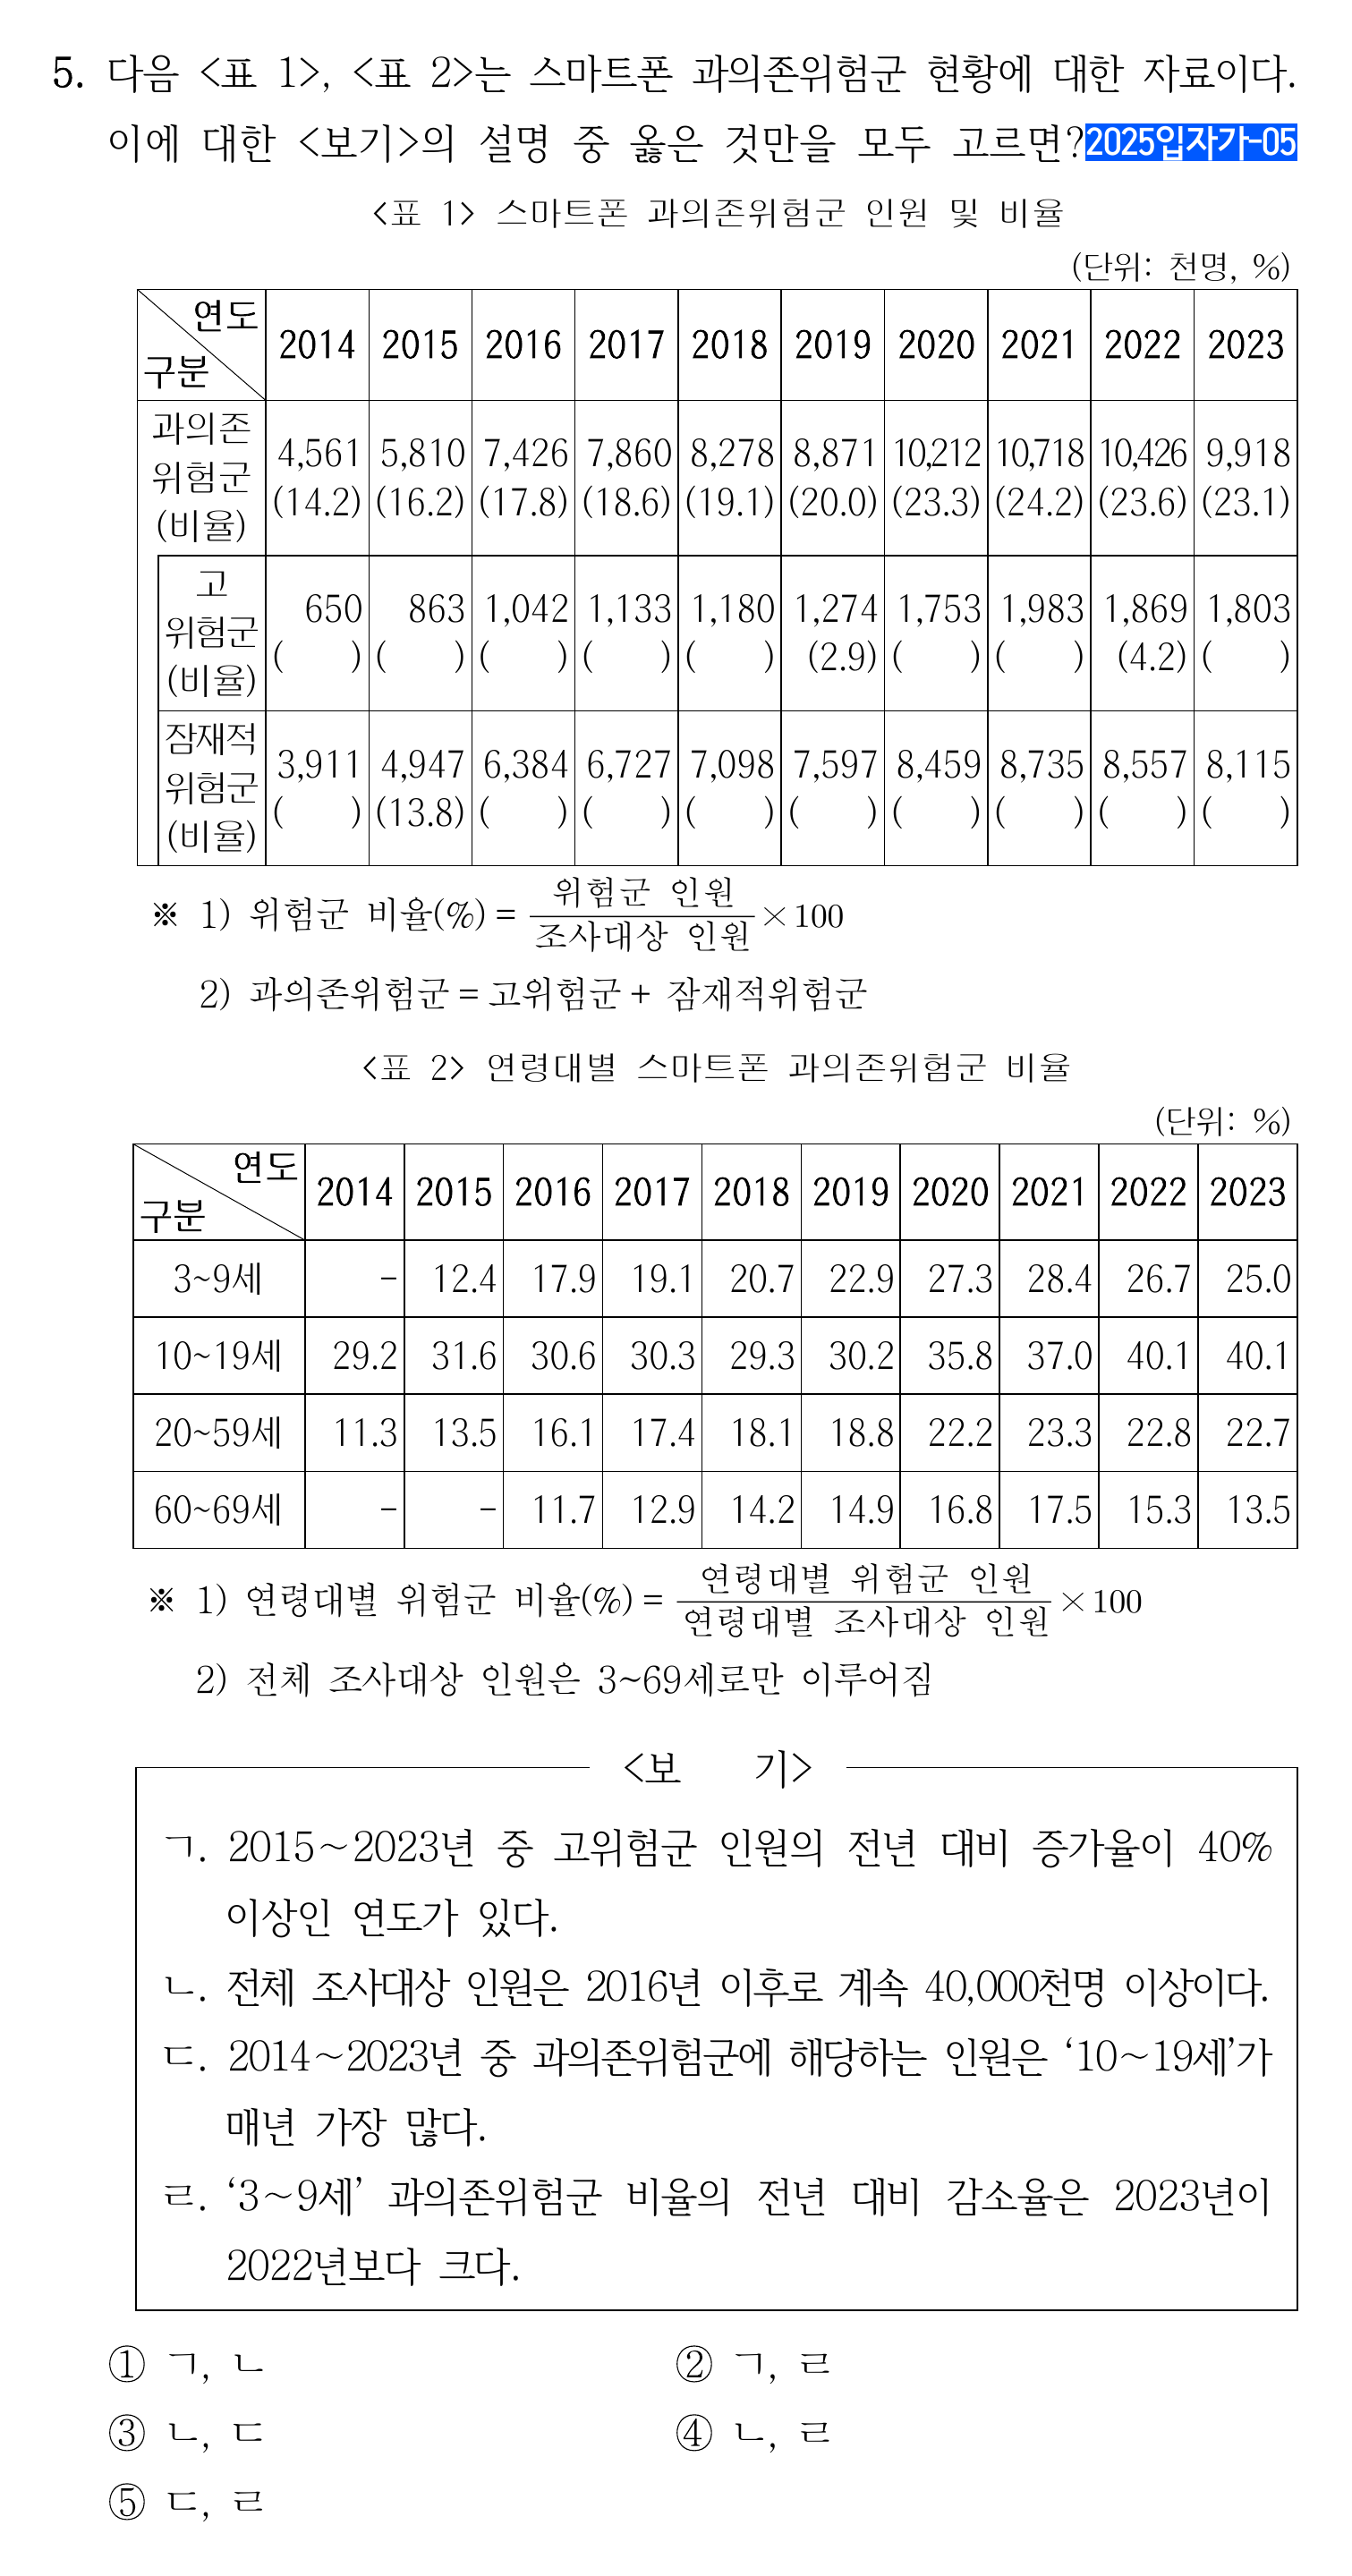 5. 다음 <표 1>, <표 2>는 스마트폰 과의존위험군 현황에 대한 자료이다.
이에 대한 <보기>의 설명 중 옳은 것만을 모두 고르면?2025입자가-05
<표 1> 스마트폰 과의존위험군 인원 및 비율
(단위: 천명, %)
연도 구분 2014 2015 2016 2017 2018 2019 2020 2021 2022 2023
과의존 위험군 (비율) 4,561 5,810 7,426 7,860 8,278 8,871 10,212 10,718 10,426 9,918
(14.2) (16.2) (17.8) (18.6) (19.1) (20.0) (23.3) (24.2) (23.6) (23.1)
고 위험군 (비율) 650 863 1,042 1,133 1,180 1,274 1,753 1,983 1,869 1,803
( ) ( ) ( ) ( ) ( ) (2.9) ( ) ( ) (4.2) ( )
잠재적 위험군 (비율) 3,911 4,947 6,384 6,727 7,098 7,597 8,459 8,735 8,557 8,115
( ) (13.8) ( ) ( ) ( ) ( ) ( ) ( ) ( ) ( )
※ 1) 위험군 비율(%) = 위험군 인원 / 조사대상 인원 × 100
2) 과의존위험군 = 고위험군 + 잠재적위험군
<표 2> 연령대별 스마트폰 과의존위험군 비율
(단위: %)
연도 구분 2014 2015 2016 2017 2018 2019 2020 2021 2022 2023
3~9세 - 12.4 17.9 19.1 20.7 22.9 27.3 28.4 26.7 25.0
10~19세 29.2 31.6 30.6 30.3 29.3 30.2 35.8 37.0 40.1 40.1
20~59세 11.3 13.5 16.1 17.4 18.1 18.8 22.2 23.3 22.8 22.7
60~69세 - - 11.7 12.9 14.2 14.9 16.8 17.5 15.3 13.5
※ 1) 연령대별 위험군 비율(%) = 연령대별 위험군 인원 / 연령대별 조사대상 인원 × 100
2) 전체 조사대상 인원은 3~69세로만 이루어짐
<보 기>
ㄱ. 2015~2023년 중 고위험군 인원의 전년 대비 증가율이 40%
이상인 연도가 있다.
ㄴ. 전체 조사대상 인원은 2016년 이후로 계속 40,000천명 이상이다.
ㄷ. 2014~2023년 중 과의존위험군에 해당하는 인원은 ‘10~19세’가
매년 가장 많다.
ㄹ. ‘3~9세’ 과의존위험군 비율의 전년 대비 감소율은 2023년이
2022년보다 크다.
① ㄱ, ㄴ ② ㄱ, ㄹ
③ ㄴ, ㄷ ④ ㄴ, ㄹ
⑤ ㄷ, ㄹ